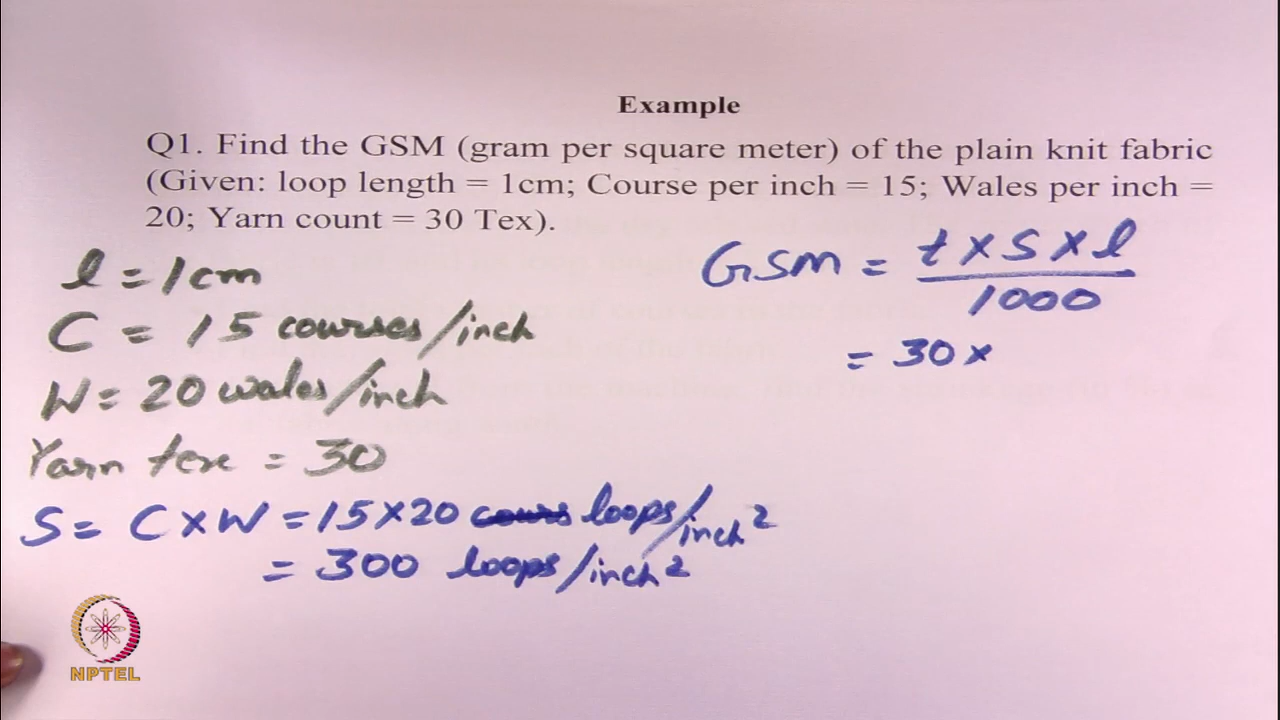 Example
Q1. Find the GSM (gram per square meter) of the plain knit fabric
(Given: loop length = 1cm; Course per inch = 15; Wales per inch =
20; Yarn count = 30 Tex).
l = 1cm
C = 15 courses/inch
W = 20 wales/inch
Yarn tex = 30
S = C×W = 15×20 loops/inch²
= 300 loops/inch²
GSM = t×S×l
1000
= 30×
NPTEL